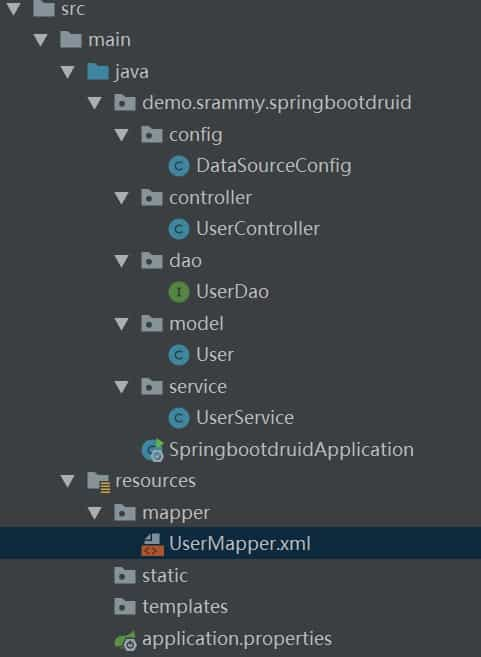 src
main
java
demo.srammy.springbootdruid
config
DataSourceConfig
controller
UserController
dao
UserDao
model
User
service
UserService
SpringbootdruidApplication
resources
mapper
UserMapper.xml
static
templates
application.properties